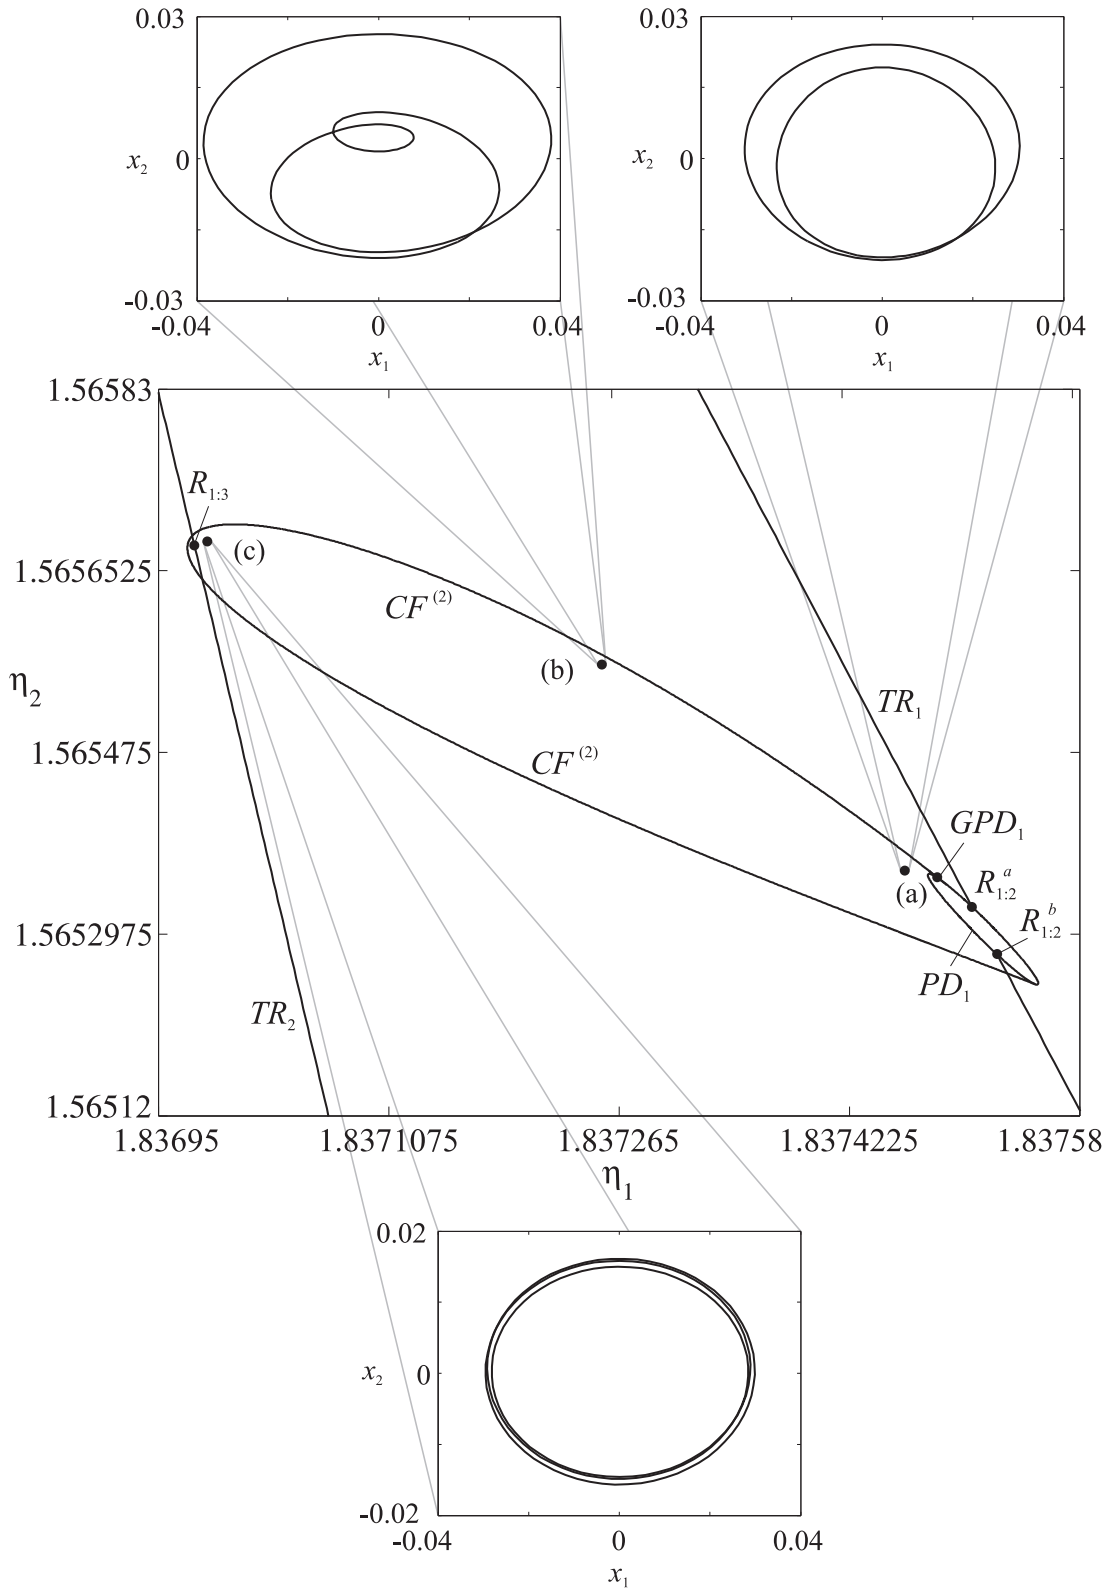 0.03
x₂
0
-0.03
-0.04
0
0.04
x₁
0.03
x₂
0
-0.03
-0.04
0
0.04
x₁
1.56583
R₁:₃
(c)
1.5656525
CF⁽²⁾
(b)
η₂
TR₁
1.565475
CF⁽²⁾
GPD₁
R₁:₂ᵃ
(a)
R₁:₂ᵇ
1.5652975
PD₁
TR₂
1.56512
1.83695
1.8371075
1.837265
1.8374225
1.83758
η₁
0.02
x₂
0
-0.02
-0.04
0
0.04
x₁